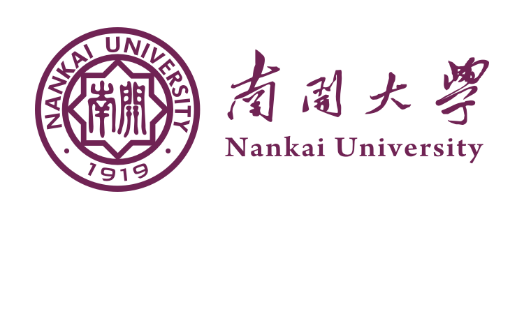 NANKAI UNIVERSITY
南開
· 1919 ·
南開大學
Nankai University